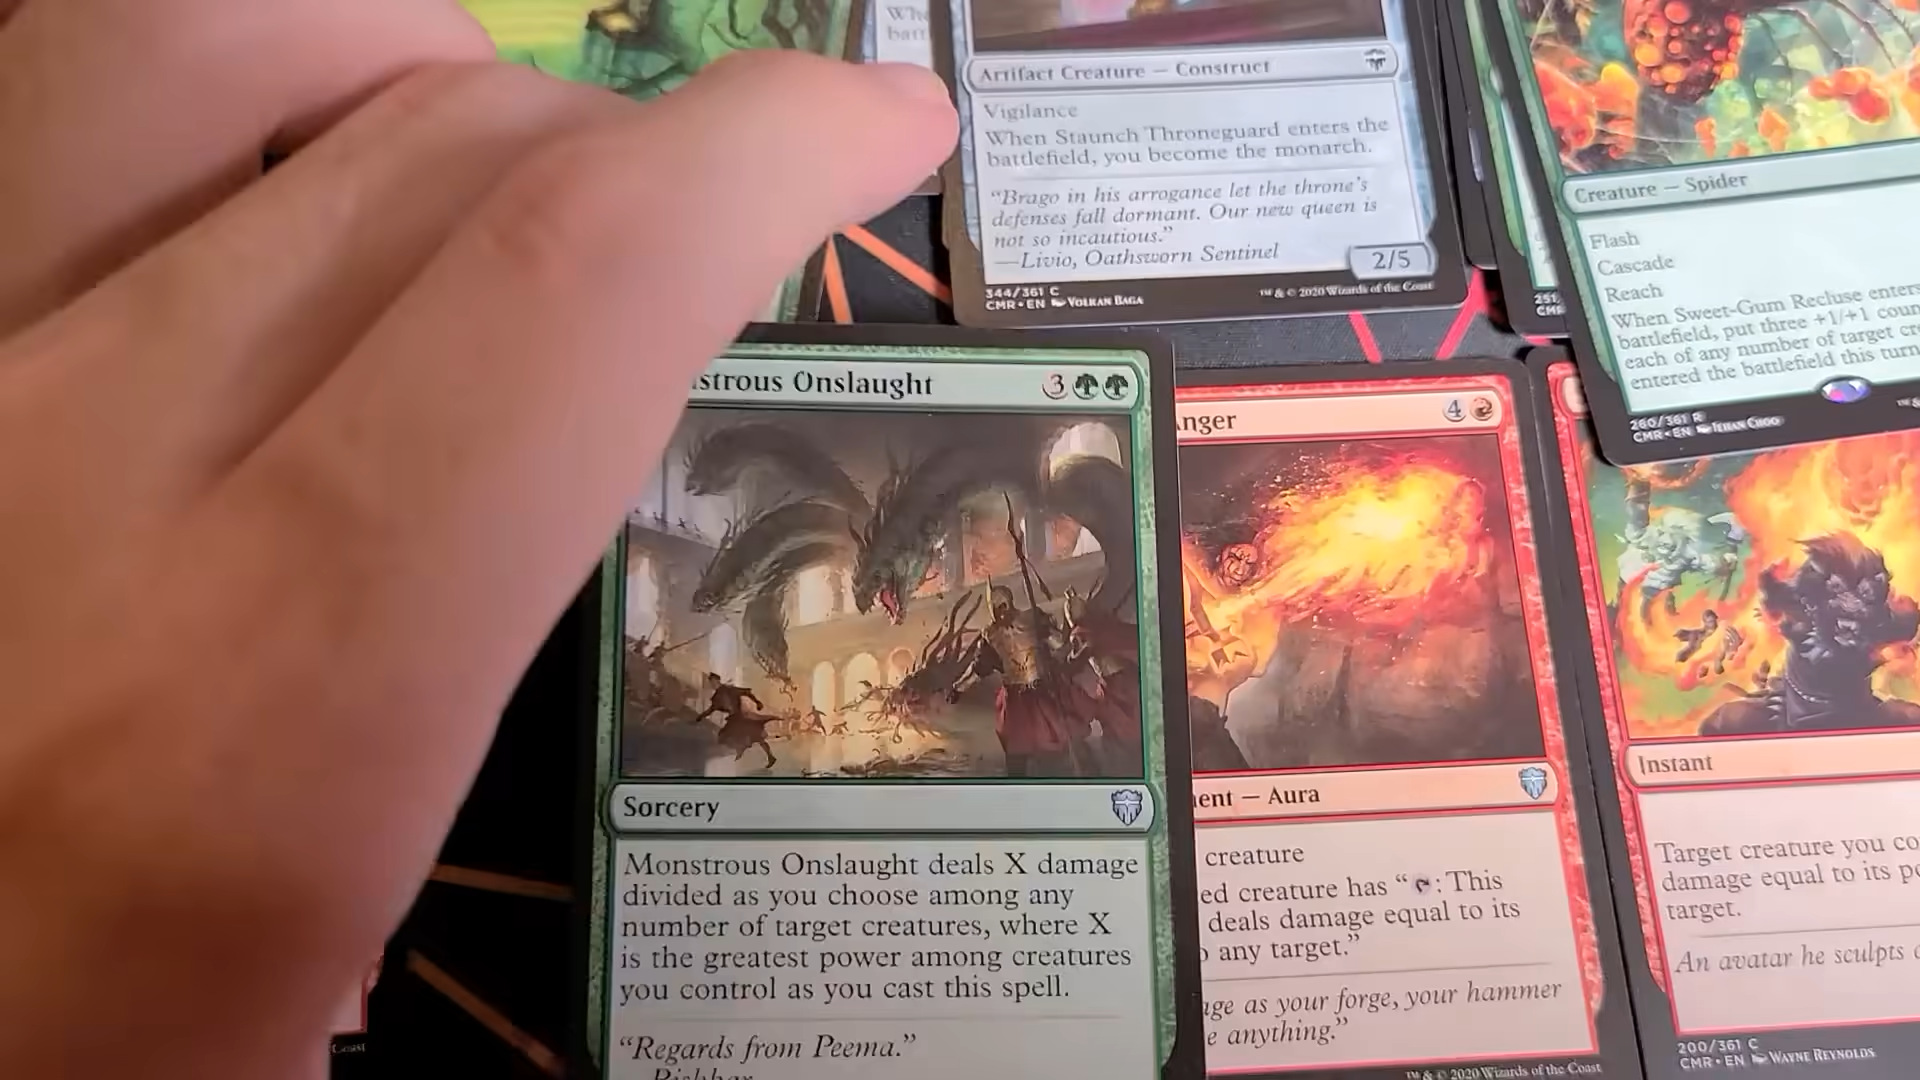 Artifact Creature — Construct
Vigilance
When Staunch Throneguard enters the
battlefield, you become the monarch.
“Brago in his arrogance let the throne's
defenses fall dormant. Our new queen is
not so incautious.”
—Livio, Oathsworn Sentinel
2/5
344/361 C
CMR • EN VOLKAN BAGA
™ & © 2020 Wizards of the Coast
Creature — Spider
Flash
Cascade
Reach
When Sweet-Gum Recluse enters
battlefield, put three +1/+1 coun
each of any number of target cr
entered the battlefield this turn
260/361 R
CMR • EN JEHAN CHOO
251
CM
strous Onslaught
3
Sorcery
Monstrous Onslaught deals X damage
divided as you choose among any
number of target creatures, where X
is the greatest power among creatures
you control as you cast this spell.
“Regards from Peema.”
nger
4
ent — Aura
creature
ed creature has “ : This
deals damage equal to its
any target.”
ge as your forge, your hammer
e anything.”
™ & © 2020 Wizards of the Coast
Instant
Target creature you co
damage equal to its po
target.
An avatar he sculpts
200/361 C
CMR • EN WAYNE REYNOLDS
Coast